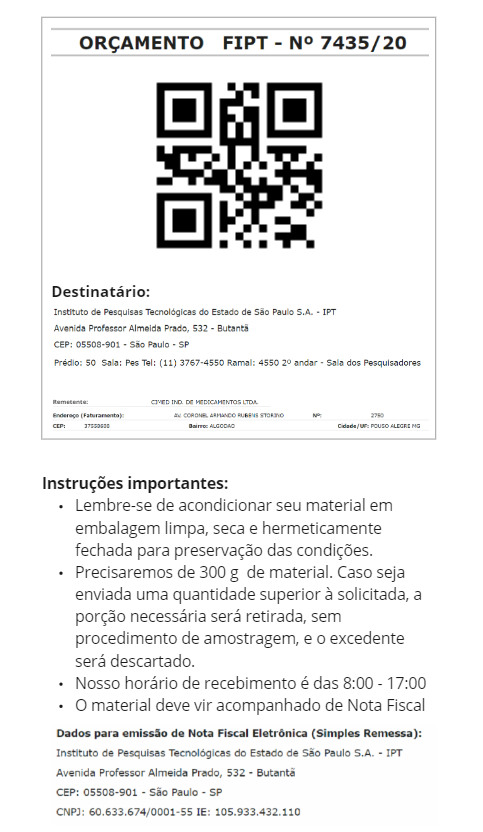 ORÇAMENTO FIPT - Nº 7435/20
Destinatário:
Instituto de Pesquisas Tecnológicas do Estado de São Paulo S.A. - IPT
Avenida Professor Almeida Prado, 532 - Butantã
CEP: 05508-901 - São Paulo - SP
Prédio: 50 Sala: Pes Tel: (11) 3767-4550 Ramal: 4550 2º andar - Sala dos Pesquisadores
Remetente: CIMED IND. DE MEDICAMENTOS LTDA.
Endereço (Faturamento): AV. CORONEL ARMANDO RUBENS STORINO Nº: 2750
CEP: 37558608 Bairro: ALGODAO Cidade/UF: POUSO ALEGRE MG
Instruções importantes:
• Lembre-se de acondicionar seu material em
embalagem limpa, seca e hermeticamente
fechada para preservação das condições.
• Precisaremos de 300 g de material. Caso seja
enviada uma quantidade superior à solicitada, a
porção necessária será retirada, sem
procedimento de amostragem, e o excedente
será descartado.
• Nosso horário de recebimento é das 8:00 - 17:00
• O material deve vir acompanhado de Nota Fiscal
Dados para emissão de Nota Fiscal Eletrônica (Simples Remessa):
Instituto de Pesquisas Tecnológicas do Estado de São Paulo S.A. - IPT
Avenida Professor Almeida Prado, 532 - Butantã
CEP: 05508-901 - São Paulo - SP
CNPJ: 60.633.674/0001-55 IE: 105.933.432.110